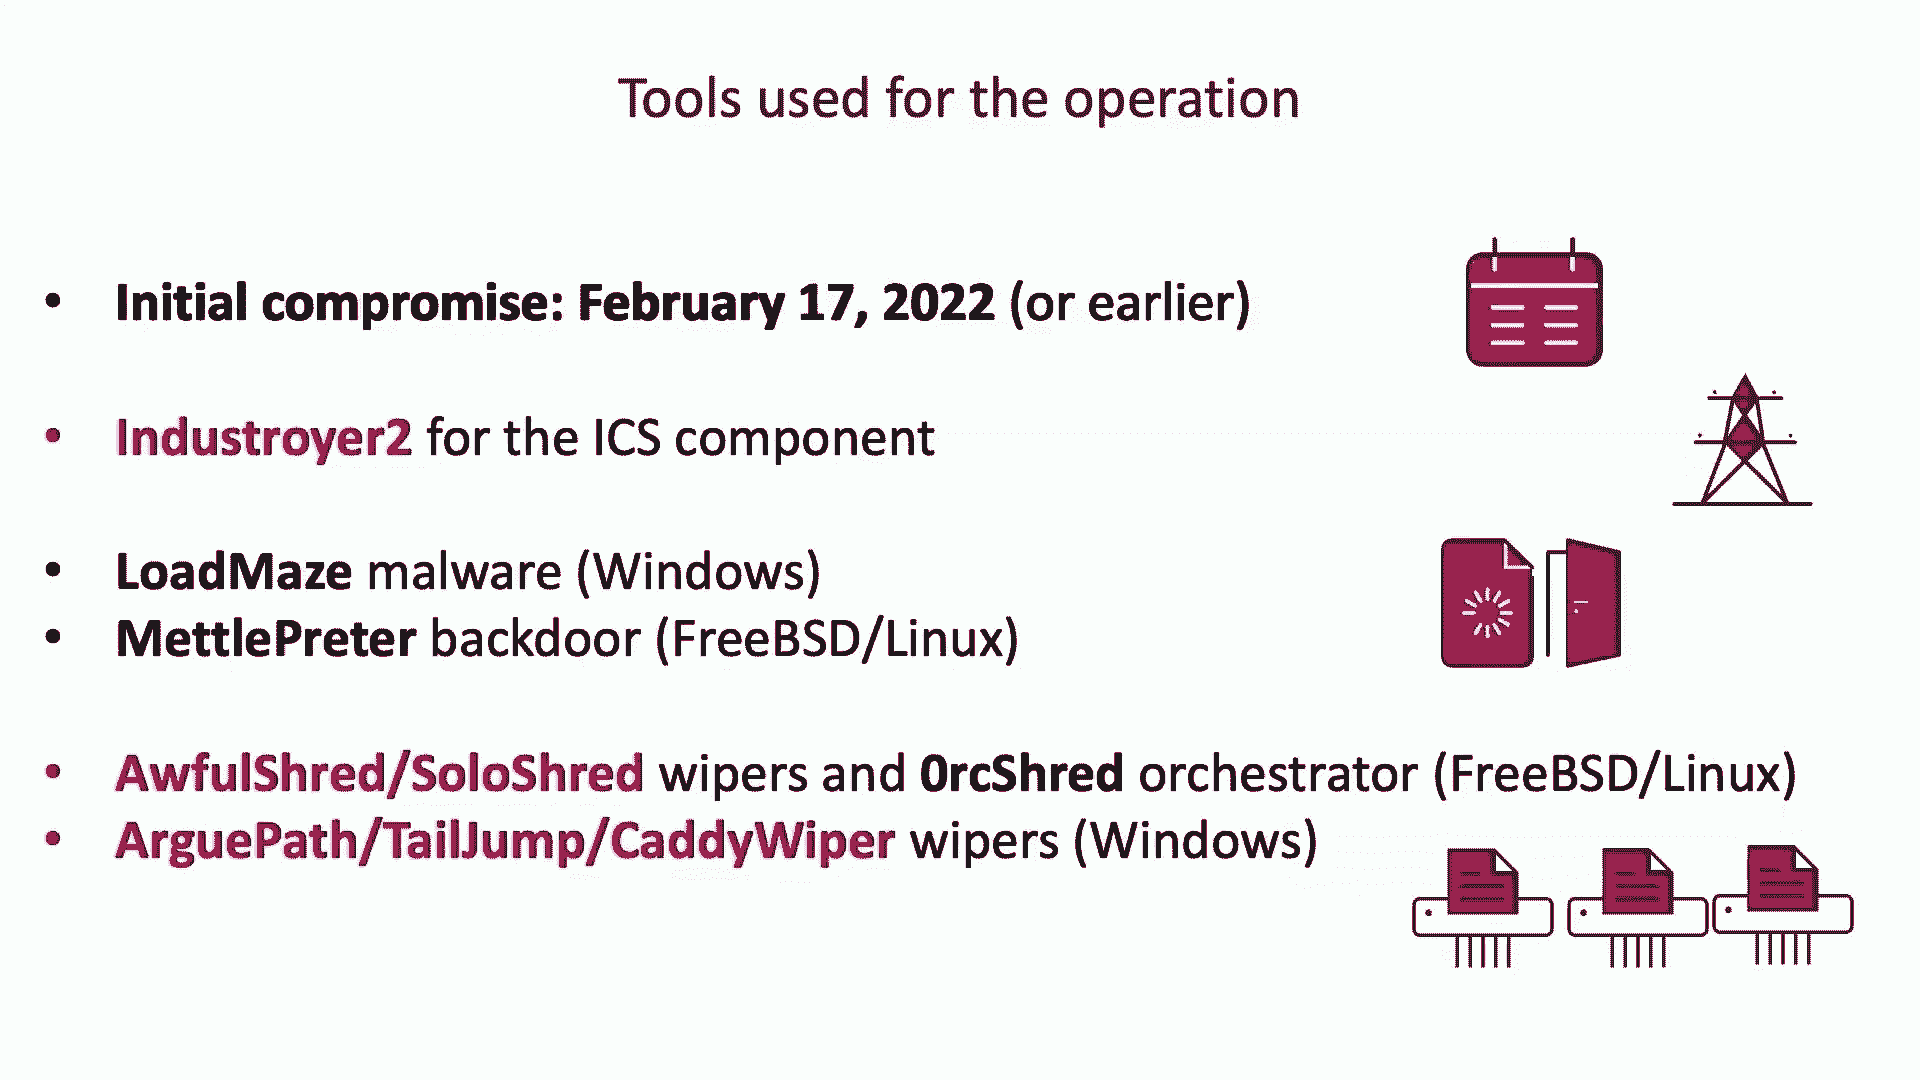 Tools used for the operation
• Initial compromise: February 17, 2022 (or earlier)
• Industroyer2 for the ICS component
• LoadMaze malware (Windows)
• MettlePreter backdoor (FreeBSD/Linux)
• AwfulShred/SoloShred wipers and 0rcShred orchestrator (FreeBSD/Linux)
• ArguePath/TailJump/CaddyWiper wipers (Windows)